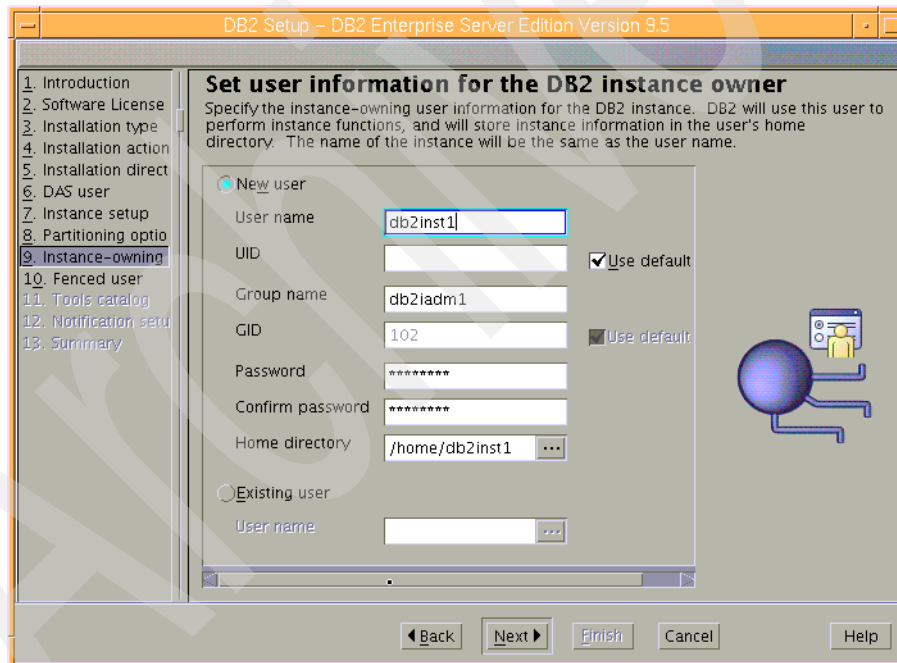 DB2 Setup – DB2 Enterprise Server Edition Version 9.5
1. Introduction
2. Software License
3. Installation type
4. Installation action
5. Installation direct
6. DAS user
7. Instance setup
8. Partitioning optio
9. Instance-owning
10. Fenced user
11. Tools catalog
12. Notification setu
13. Summary
Set user information for the DB2 instance owner
Specify the instance-owning user information for the DB2 instance. DB2 will use this user to
perform instance functions, and will store instance information in the user's home
directory. The name of the instance will be the same as the user name.
New user
User name db2inst1
UID Use default
Group name db2iadm1
GID 102 Use default
Password ********
Confirm password ********
Home directory /home/db2inst1 ...
Existing user
User name ...
Back Next Finish Cancel Help